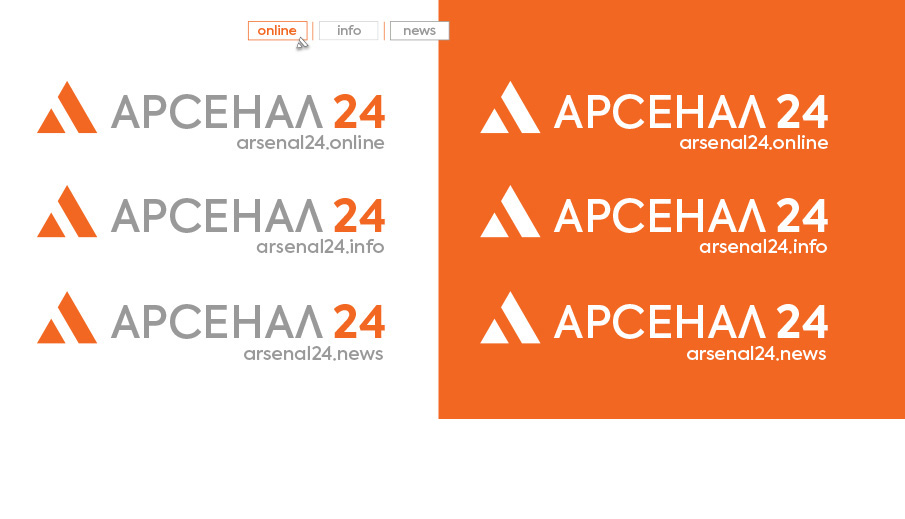 online info news
АРСЕНАЛ 24
arsenal24.online
АРСЕНАЛ 24
arsenal24.info
АРСЕНАЛ 24
arsenal24.news
АРСЕНАЛ 24
arsenal24.online
АРСЕНАЛ 24
arsenal24.info
АРСЕНАЛ 24
arsenal24.news